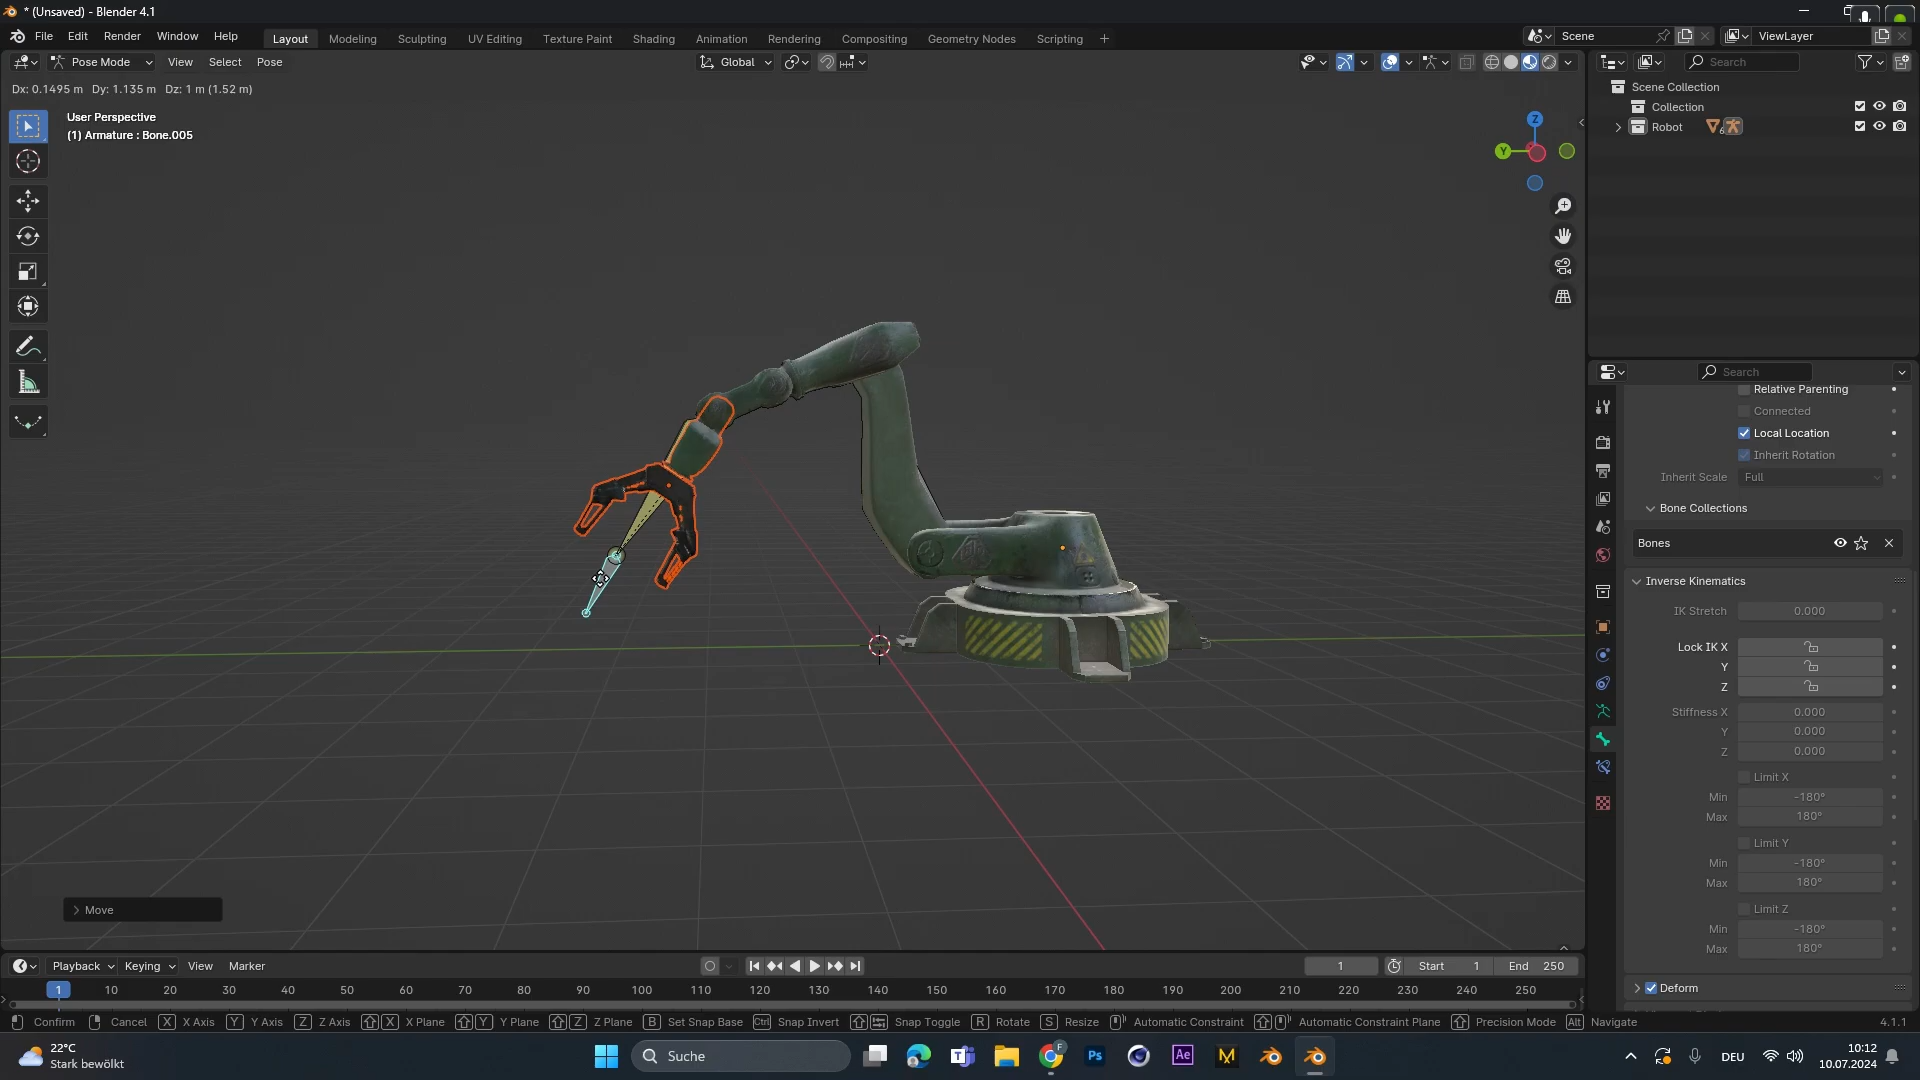 * (Unsaved) - Blender 4.1
File Edit Render Window Help
Layout Modeling Sculpting UV Editing Texture Paint Shading Animation Rendering Compositing Geometry Nodes Scripting +
Scene
ViewLayer
Pose Mode View Select Pose
Global
Search
Dx: 0.1495 m Dy: 1.135 m Dz: 1 m (1.52 m)
User Perspective
(1) Armature : Bone.005
Z
Y
Scene Collection
Collection
Robot
Search
Relative Parenting
Connected
Local Location
Inherit Rotation
Inherit Scale Full
Bone Collections
Bones
Inverse Kinematics
IK Stretch 0.000
Lock IK X
Y
Z
Stiffness X 0.000
Y 0.000
Z 0.000
Limit X
Min -180°
Max 180°
Limit Y
Min -180°
Max 180°
Limit Z
Min -180°
Max 180°
Deform
Move
Playback Keying View Marker
1 Start 1 End 250
1 10 20 30 40 50 60 70 80 90 100 110 120 130 140 150 160 170 180 190 200 210 220 230 240 250
Confirm Cancel X X Axis Y Y Axis Z Z Axis X X Plane Y Y Plane Z Z Plane B Set Snap Base Ctrl Snap Invert Snap Toggle R Rotate S Resize Automatic Constraint Automatic Constraint Plane Precision Mode Alt Navigate 4.1.1
22°C
Stark bewölkt
Suche
F
Ps
Ae
M
DEU
10:12
10.07.2024